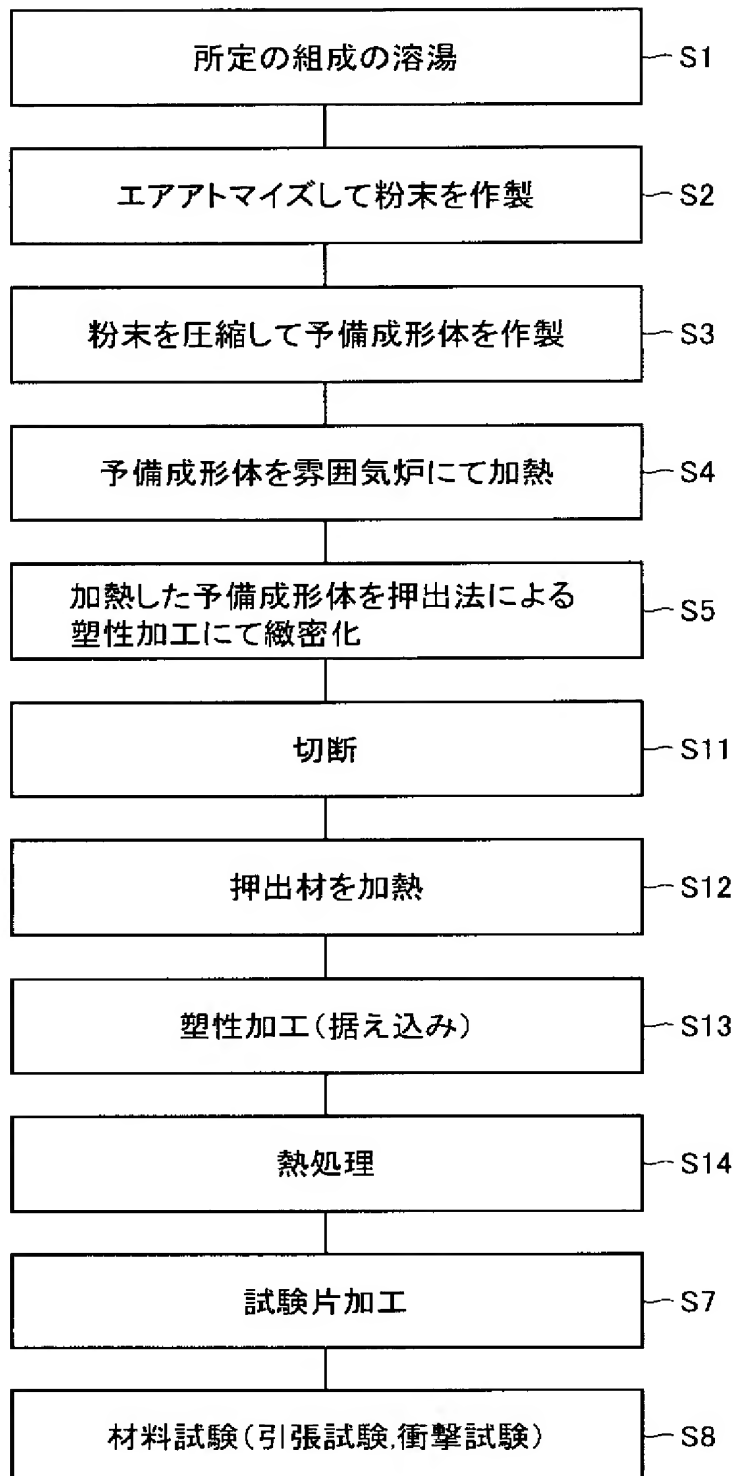 所定の組成の溶湯 S1
エアアトマイズして粉末を作製 S2
粉末を圧縮して予備成形体を作製 S3
予備成形体を雰囲気炉にて加熱 S4
加熱した予備成形体を押出法による
塑性加工にて緻密化 S5
切断 S11
押出材を加熱 S12
塑性加工(据え込み) S13
熱処理 S14
試験片加工 S7
材料試験(引張試験,衝撃試験) S8